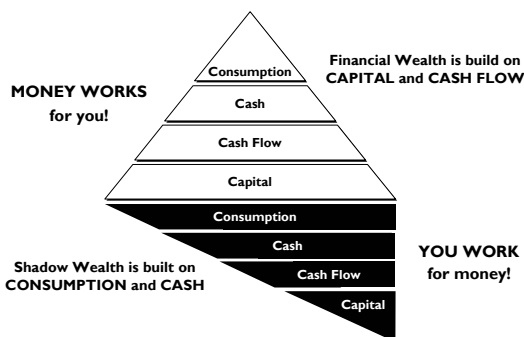 Financial Wealth is build on
CAPITAL and CASH FLOW
MONEY WORKS
for you!
Consumption
Cash
Cash Flow
Capital
Consumption
Cash
Cash Flow
Capital
Shadow Wealth is built on
CONSUMPTION and CASH
YOU WORK
for money!